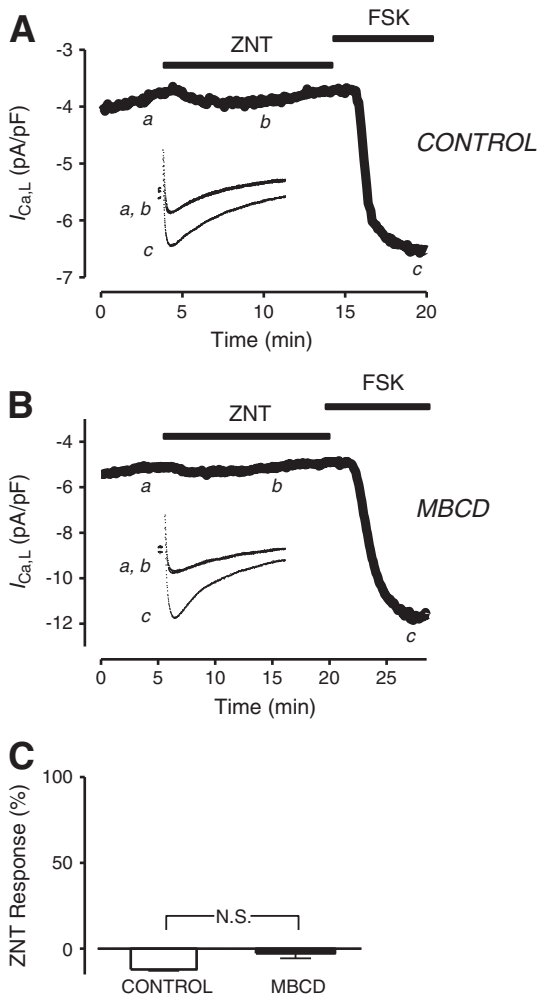 A
FSK
ZNT
-3
-4
-5
-6
-7
I Ca,L (pA/pF)
a
b
CONTROL
a, b
c
c
0 5 10 15 20
Time (min)
B
FSK
ZNT
-4
-6
-8
-10
-12
I Ca,L (pA/pF)
a
b
MBCD
a, b
c
c
0 5 10 15 20 25
Time (min)
C
100
50
0
ZNT Response (%)
N.S.
CONTROL MBCD